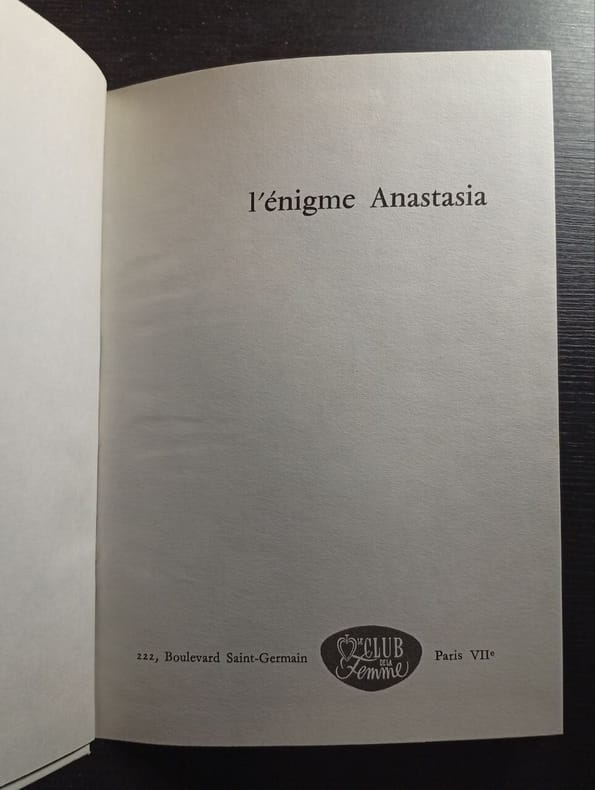 l'énigme Anastasia
222, Boulevard Saint-Germain
LE CLUB
DE LA
Femme
Paris VIIe